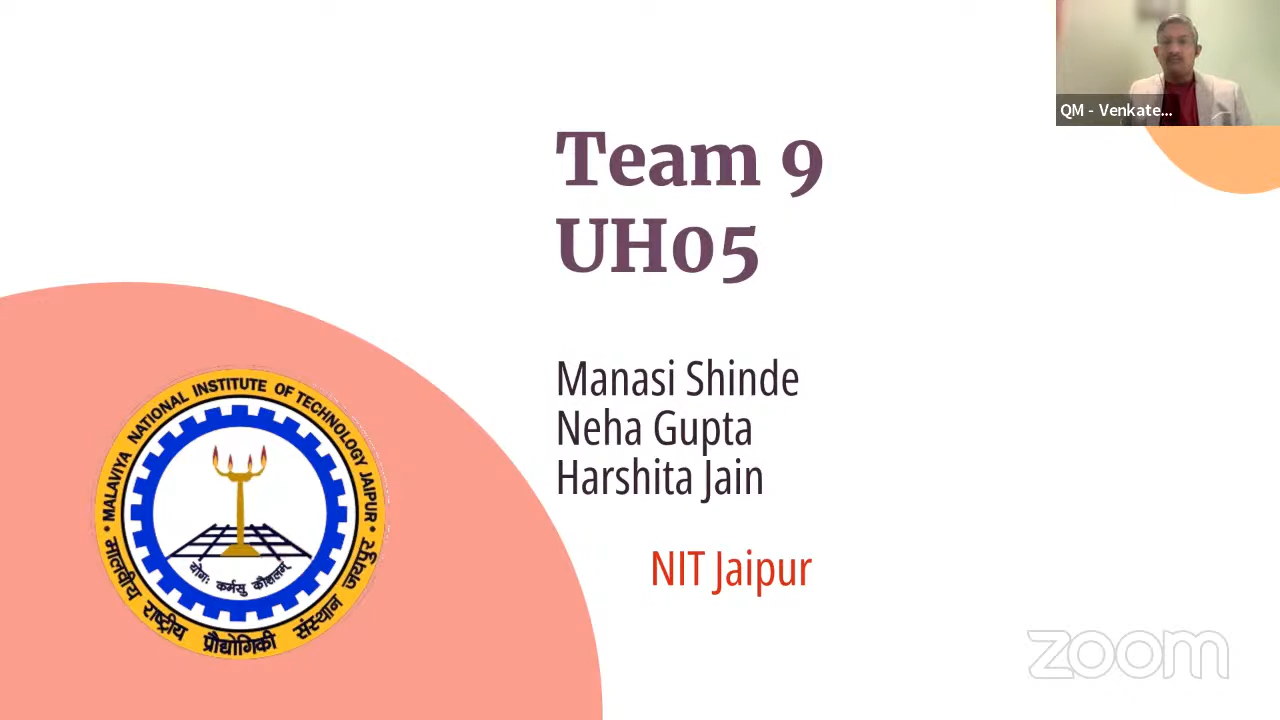 QM - Venkate...
Team 9
UH05
Manasi Shinde
Neha Gupta
Harshita Jain
NIT Jaipur
MALAVIYA NATIONAL INSTITUTE OF TECHNOLOGY JAIPUR
योगः कर्मसु कौशलम्
मालवीय राष्ट्रीय प्रौद्योगिकी संस्थान जयपुर
zoom